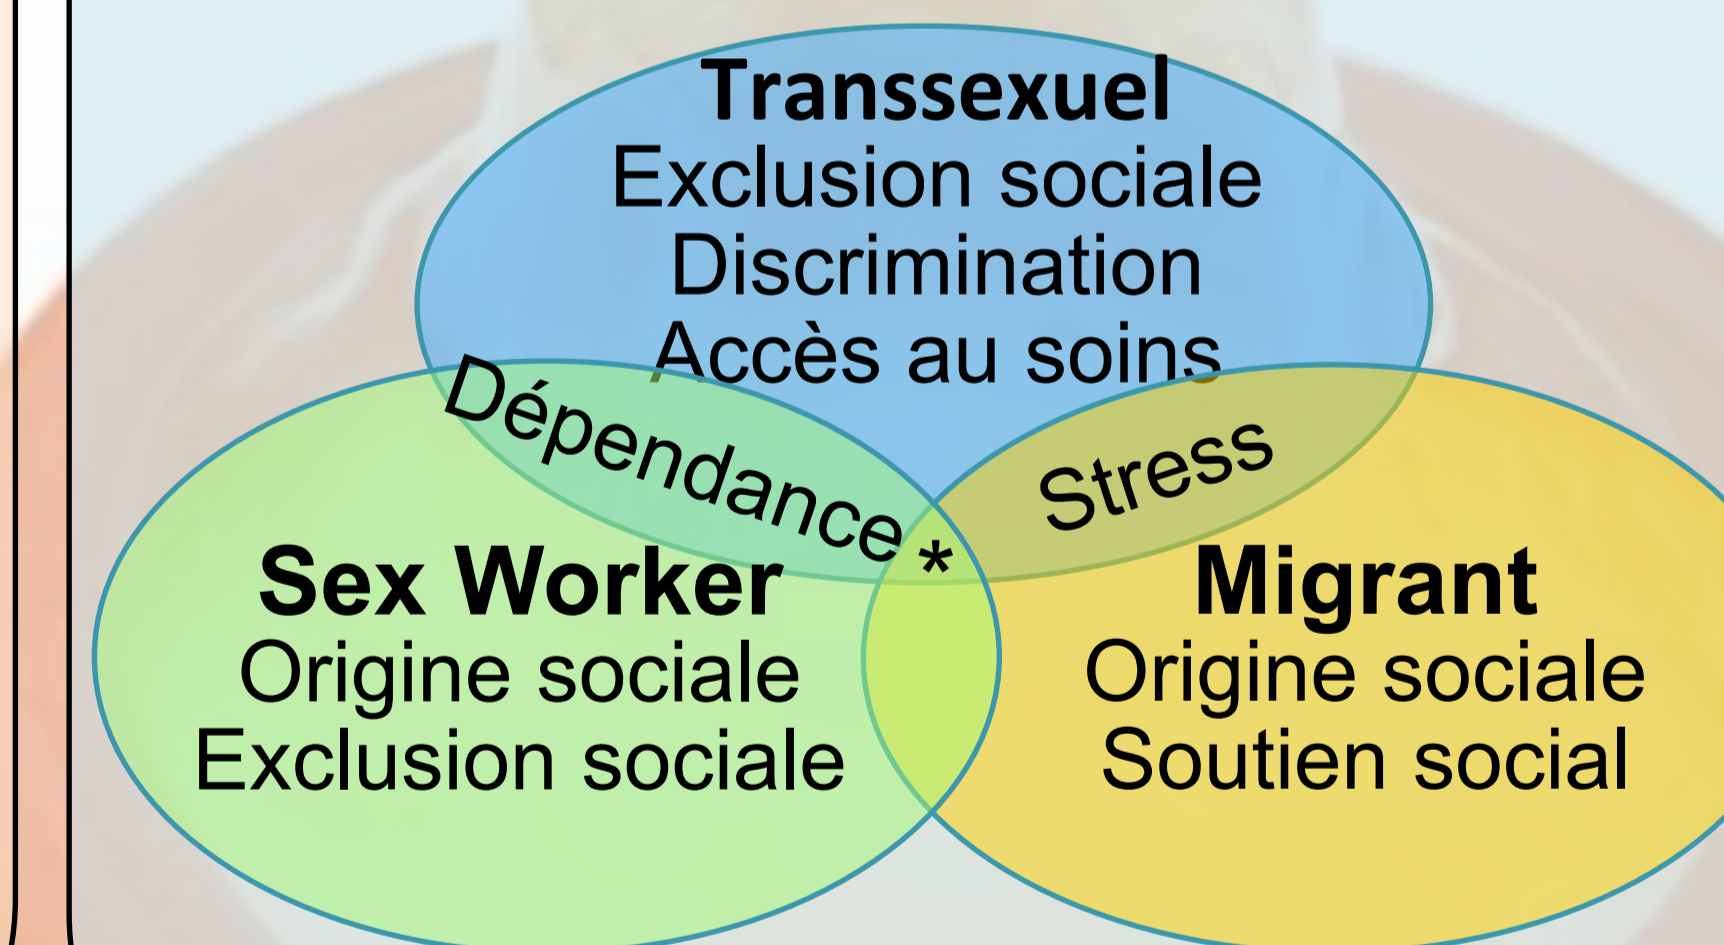 Transsexuel
Exclusion sociale
Discrimination
Accès au soins
Dépendance
*
Stress
Sex Worker
Origine sociale
Exclusion sociale
Migrant
Origine sociale
Soutien social